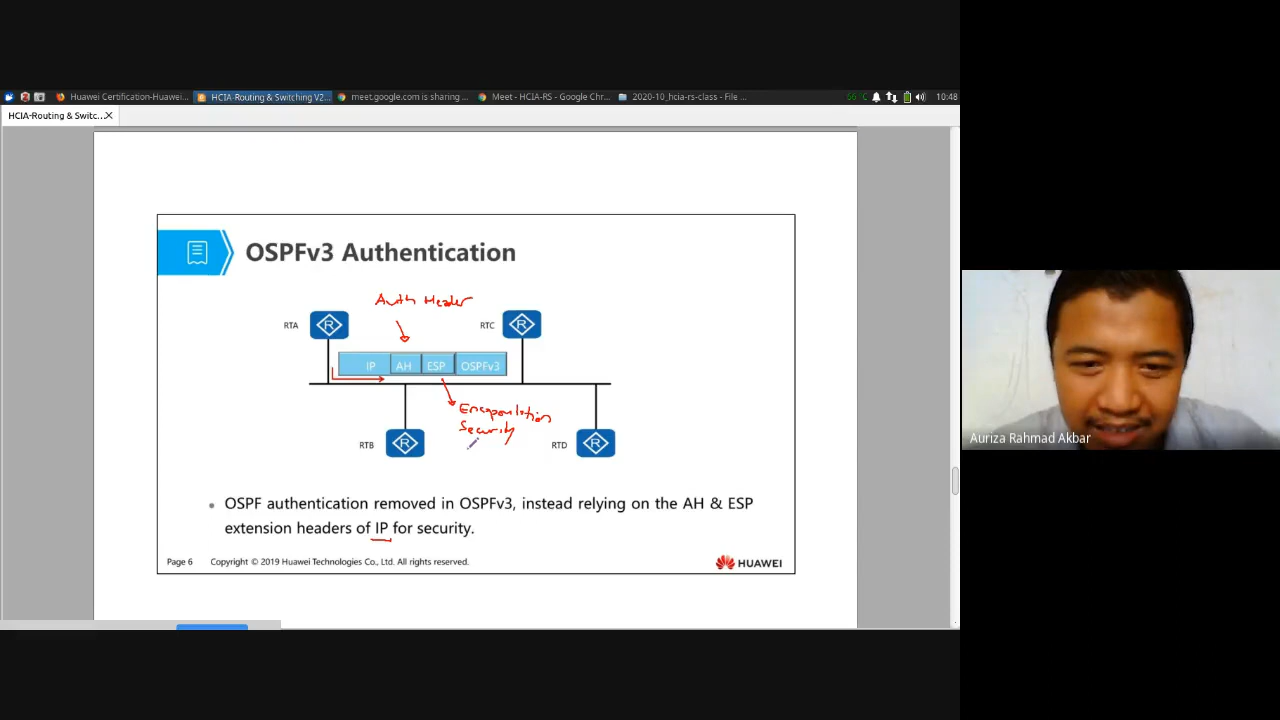 Huawei Certification-Huawei...
HCIA-Routing & Switching V2...
meet.google.com is sharing ...
Meet - HCIA-RS - Google Chr...
2020-10_hcia-rs-class - File ...
56°C
10:48
HCIA-Routing & Switc...
OSPFv3 Authentication
Auth Header
RTA
RTC
IP AH ESP OSPFv3
Encapsulation
Security
RTB
RTD
Auriza Rahmad Akbar
• OSPF authentication removed in OSPFv3, instead relying on the AH & ESP
extension headers of IP for security.
Page 6
Copyright © 2019 Huawei Technologies Co., Ltd. All rights reserved.
HUAWEI